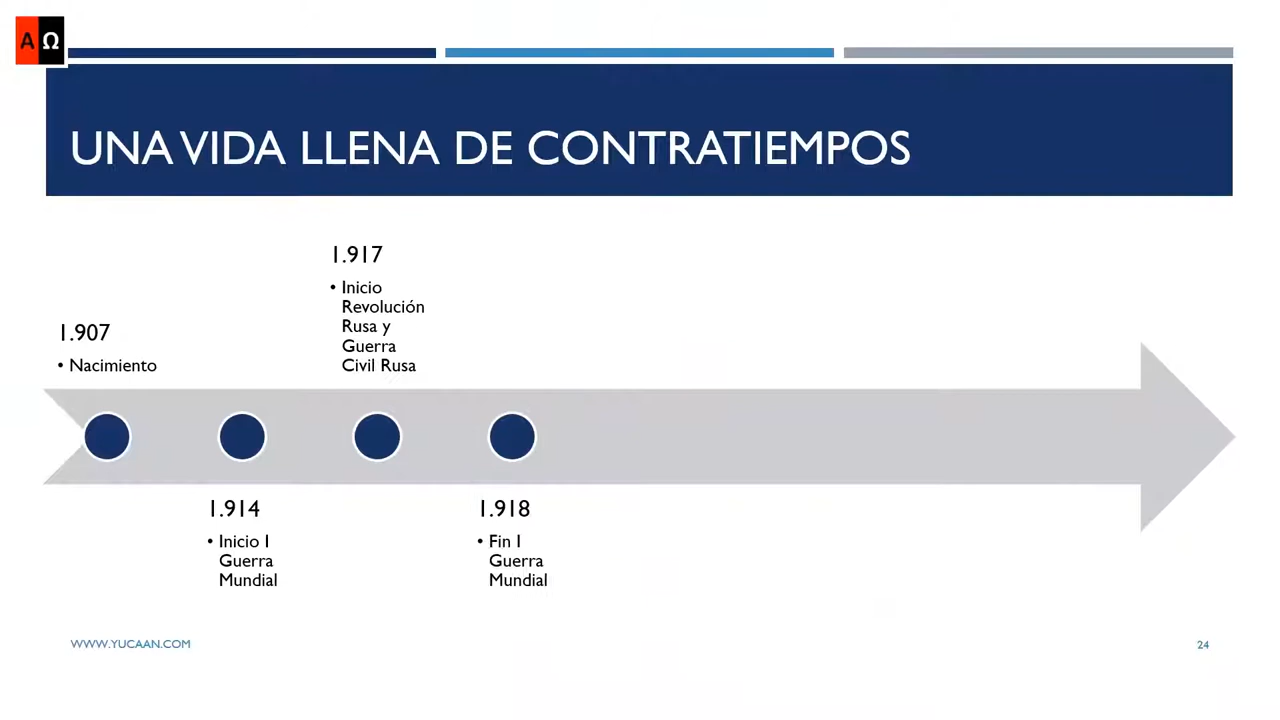 AΩ
UNA VIDA LLENA DE CONTRATIEMPOS
1.907
• Nacimiento
1.914
• Inicio I
Guerra
Mundial
1.917
• Inicio
Revolución
Rusa y
Guerra
Civil Rusa
1.918
• Fin I
Guerra
Mundial
WWW.YUCAAN.COM
24